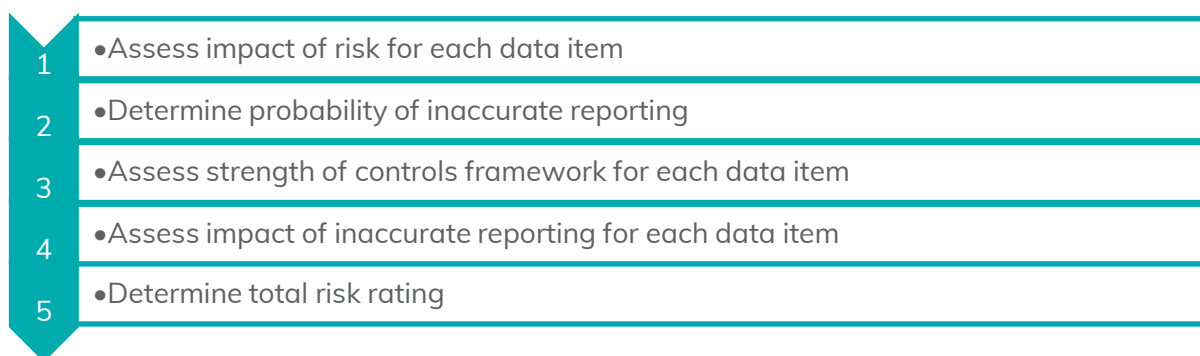 1 •Assess impact of risk for each data item
2 •Determine probability of inaccurate reporting
3 •Assess strength of controls framework for each data item
4 •Assess impact of inaccurate reporting for each data item
5 •Determine total risk rating